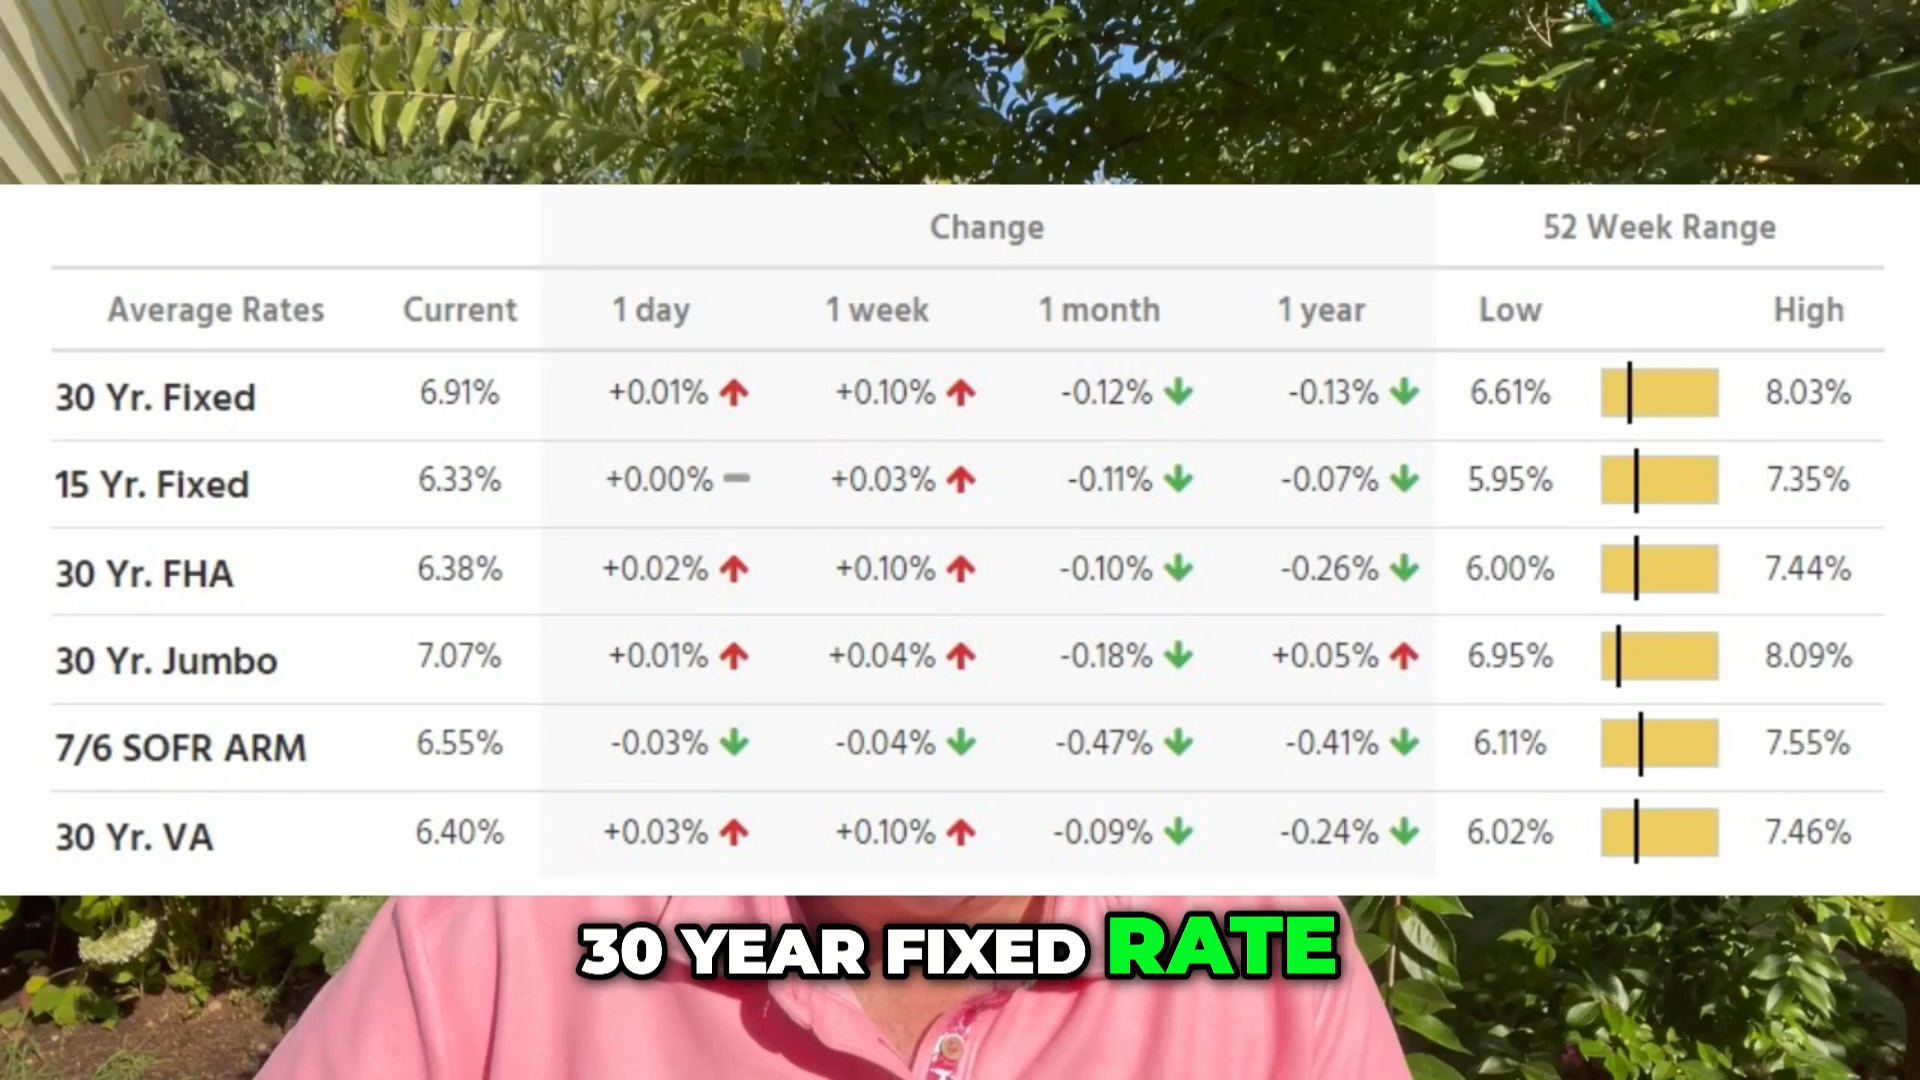 Change 52 Week Range
Average Rates Current 1 day 1 week 1 month 1 year Low High
30 Yr. Fixed 6.91% +0.01% +0.10% -0.12% -0.13% 6.61% 8.03%
15 Yr. Fixed 6.33% +0.00% +0.03% -0.11% -0.07% 5.95% 7.35%
30 Yr. FHA 6.38% +0.02% +0.10% -0.10% -0.26% 6.00% 7.44%
30 Yr. Jumbo 7.07% +0.01% +0.04% -0.18% +0.05% 6.95% 8.09%
7/6 SOFR ARM 6.55% -0.03% -0.04% -0.47% -0.41% 6.11% 7.55%
30 Yr. VA 6.40% +0.03% +0.10% -0.09% -0.24% 6.02% 7.46%
30 YEAR FIXED RATE